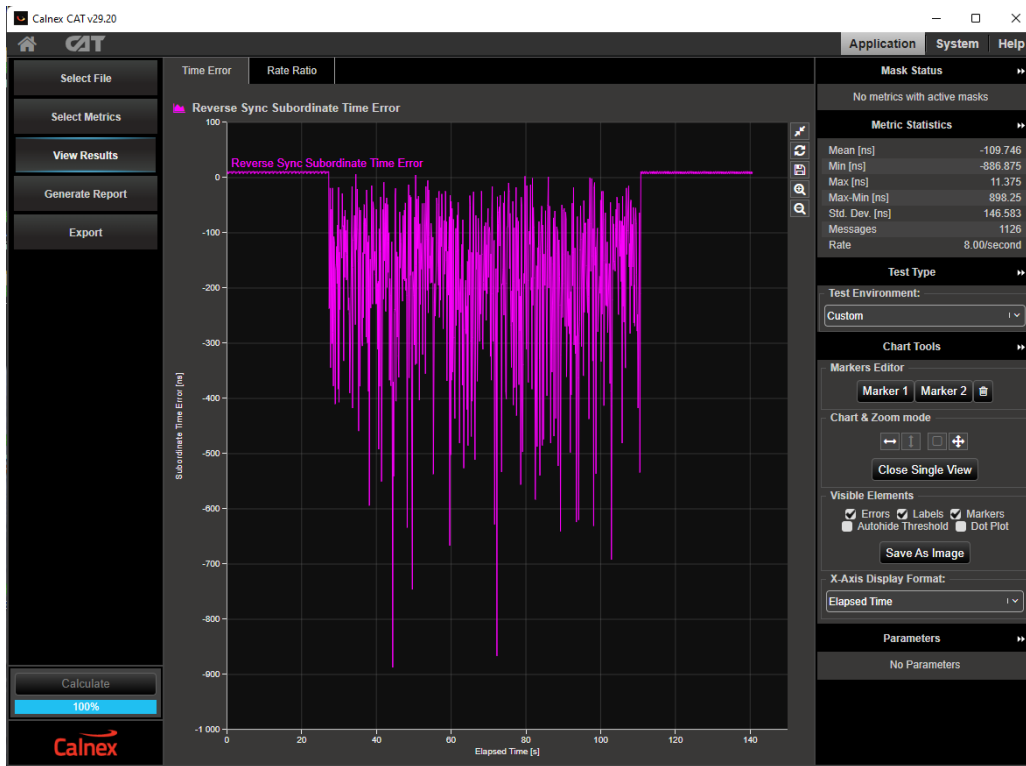 Calnex CAT v29.20
CAT
Application System Help
Select File
Select Metrics
View Results
Generate Report
Export
Calculate
100%
Calnex
Time Error Rate Ratio
Reverse Sync Subordinate Time Error
Reverse Sync Subordinate Time Error
100
0
-100
-200
-300
-400
-500
-600
-700
-800
-900
-1 000
Subordinate Time Error [ns]
0 20 40 60 80 100 120 140
Elapsed Time [s]
Mask Status
No metrics with active masks
Metric Statistics
Mean [ns] -109.746
Min [ns] -886.875
Max [ns] 11.375
Max-Min [ns] 898.25
Std. Dev. [ns] 146.583
Messages 1126
Rate 8.00/second
Test Type
Test Environment:
Custom
Chart Tools
Markers Editor
Marker 1 Marker 2
Chart & Zoom mode
Close Single View
Visible Elements
Errors Labels Markers
Autohide Threshold Dot Plot
Save As Image
X-Axis Display Format:
Elapsed Time
Parameters
No Parameters